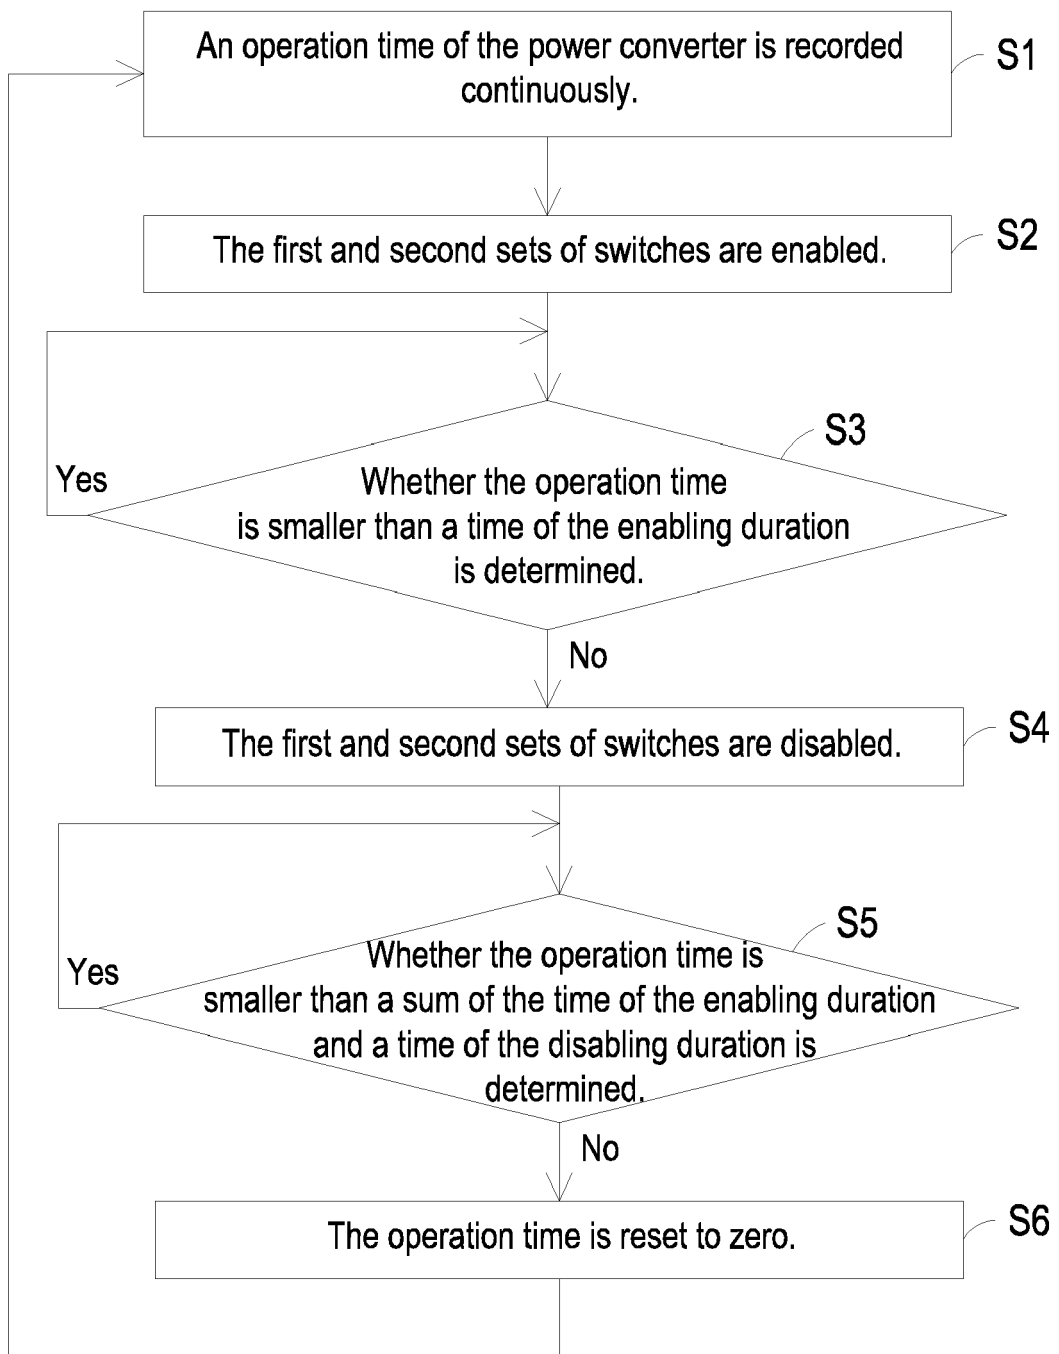 An operation time of the power converter is recorded
continuously.
S1
The first and second sets of switches are enabled.
S2
S3
Yes
Whether the operation time
is smaller than a time of the enabling duration
is determined.
No
The first and second sets of switches are disabled.
S4
S5
Yes
Whether the operation time is
smaller than a sum of the time of the enabling duration
and a time of the disabling duration is
determined.
No
The operation time is reset to zero.
S6